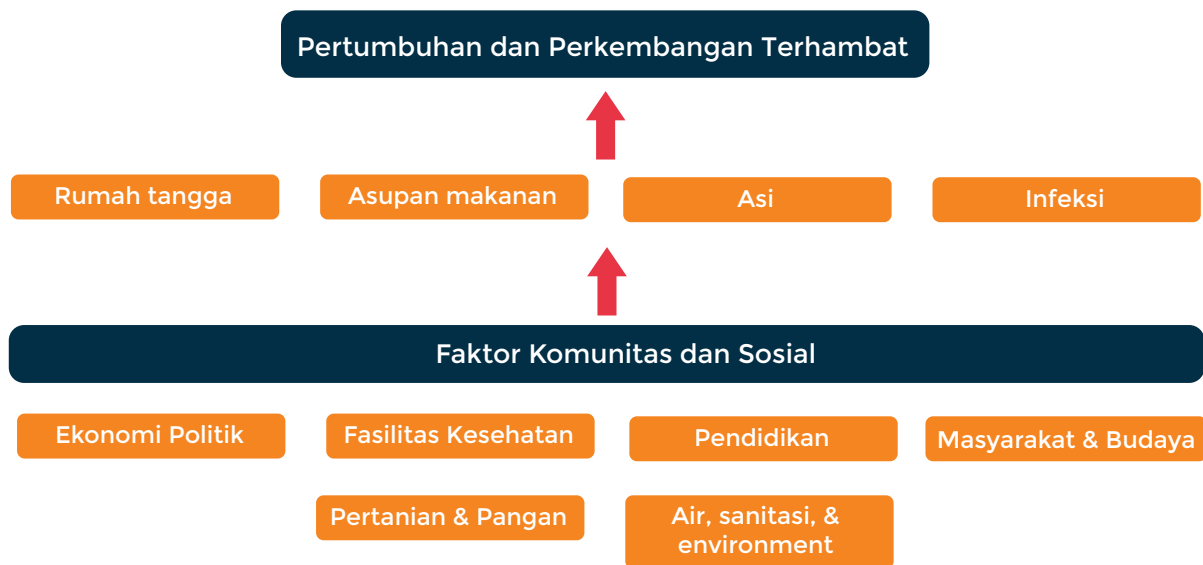 Pertumbuhan dan Perkembangan Terhambat
Rumah tangga
Asupan makanan
Asi
Infeksi
Faktor Komunitas dan Sosial
Ekonomi Politik
Fasilitas Kesehatan
Pendidikan
Masyarakat & Budaya
Pertanian & Pangan
Air, sanitasi, &
environment